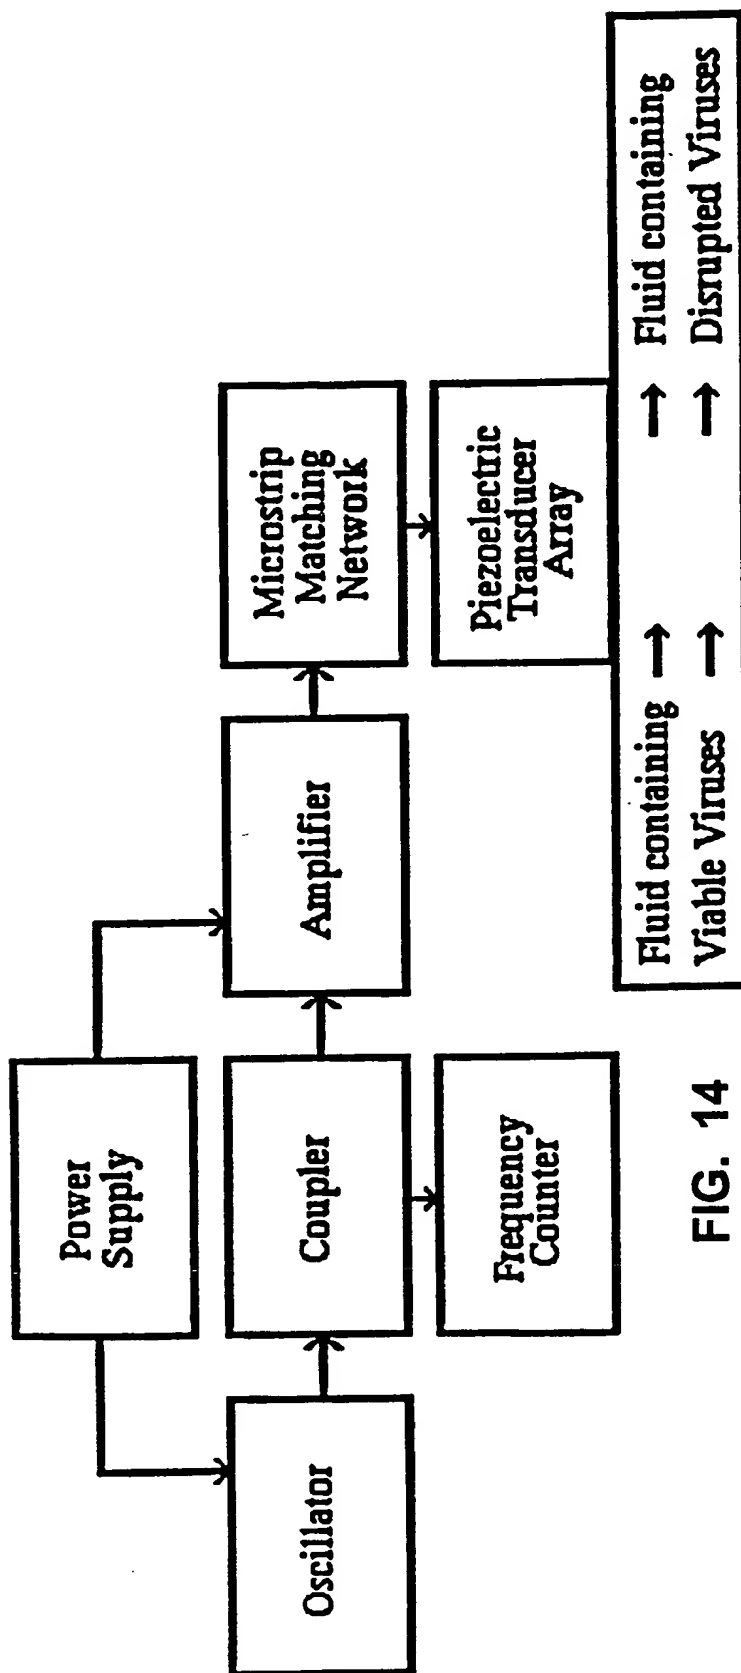 Power
Supply
Oscillator
Coupler
Amplifier
Microstrip
Matching
Network
Frequency
Counter
Piezoelectric
Transducer
Array
Fluid containing → → Fluid containing
Viable Viruses → → Disrupted Viruses
FIG. 14